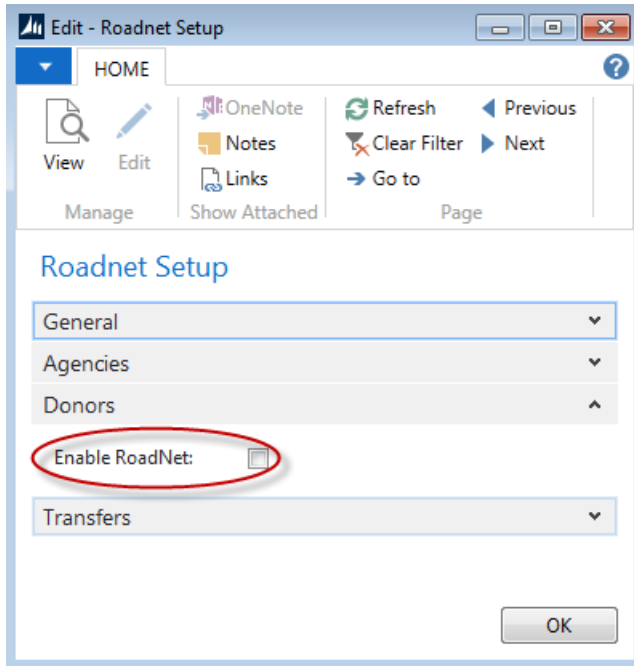 Edit - Roadnet Setup
HOME
View
Edit
Manage
OneNote
Notes
Links
Show Attached
Refresh
Clear Filter
Go to
Previous
Next
Page
Roadnet Setup
General
Agencies
Donors
Enable RoadNet:
Transfers
OK